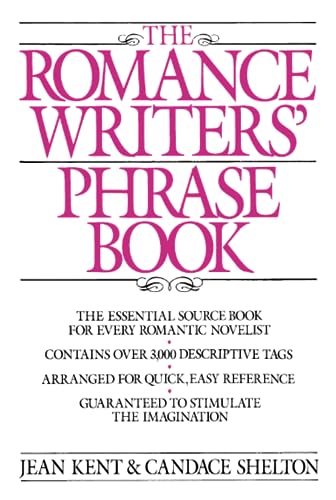 THE
ROMANCE
WRITERS'
PHRASE
BOOK
THE ESSENTIAL SOURCE BOOK
FOR EVERY ROMANTIC NOVELIST
•
CONTAINS OVER 3,000 DESCRIPTIVE TAGS
•
ARRANGED FOR QUICK, EASY REFERENCE
•
GUARANTEED TO STIMULATE
THE IMAGINATION
JEAN KENT & CANDACE SHELTON